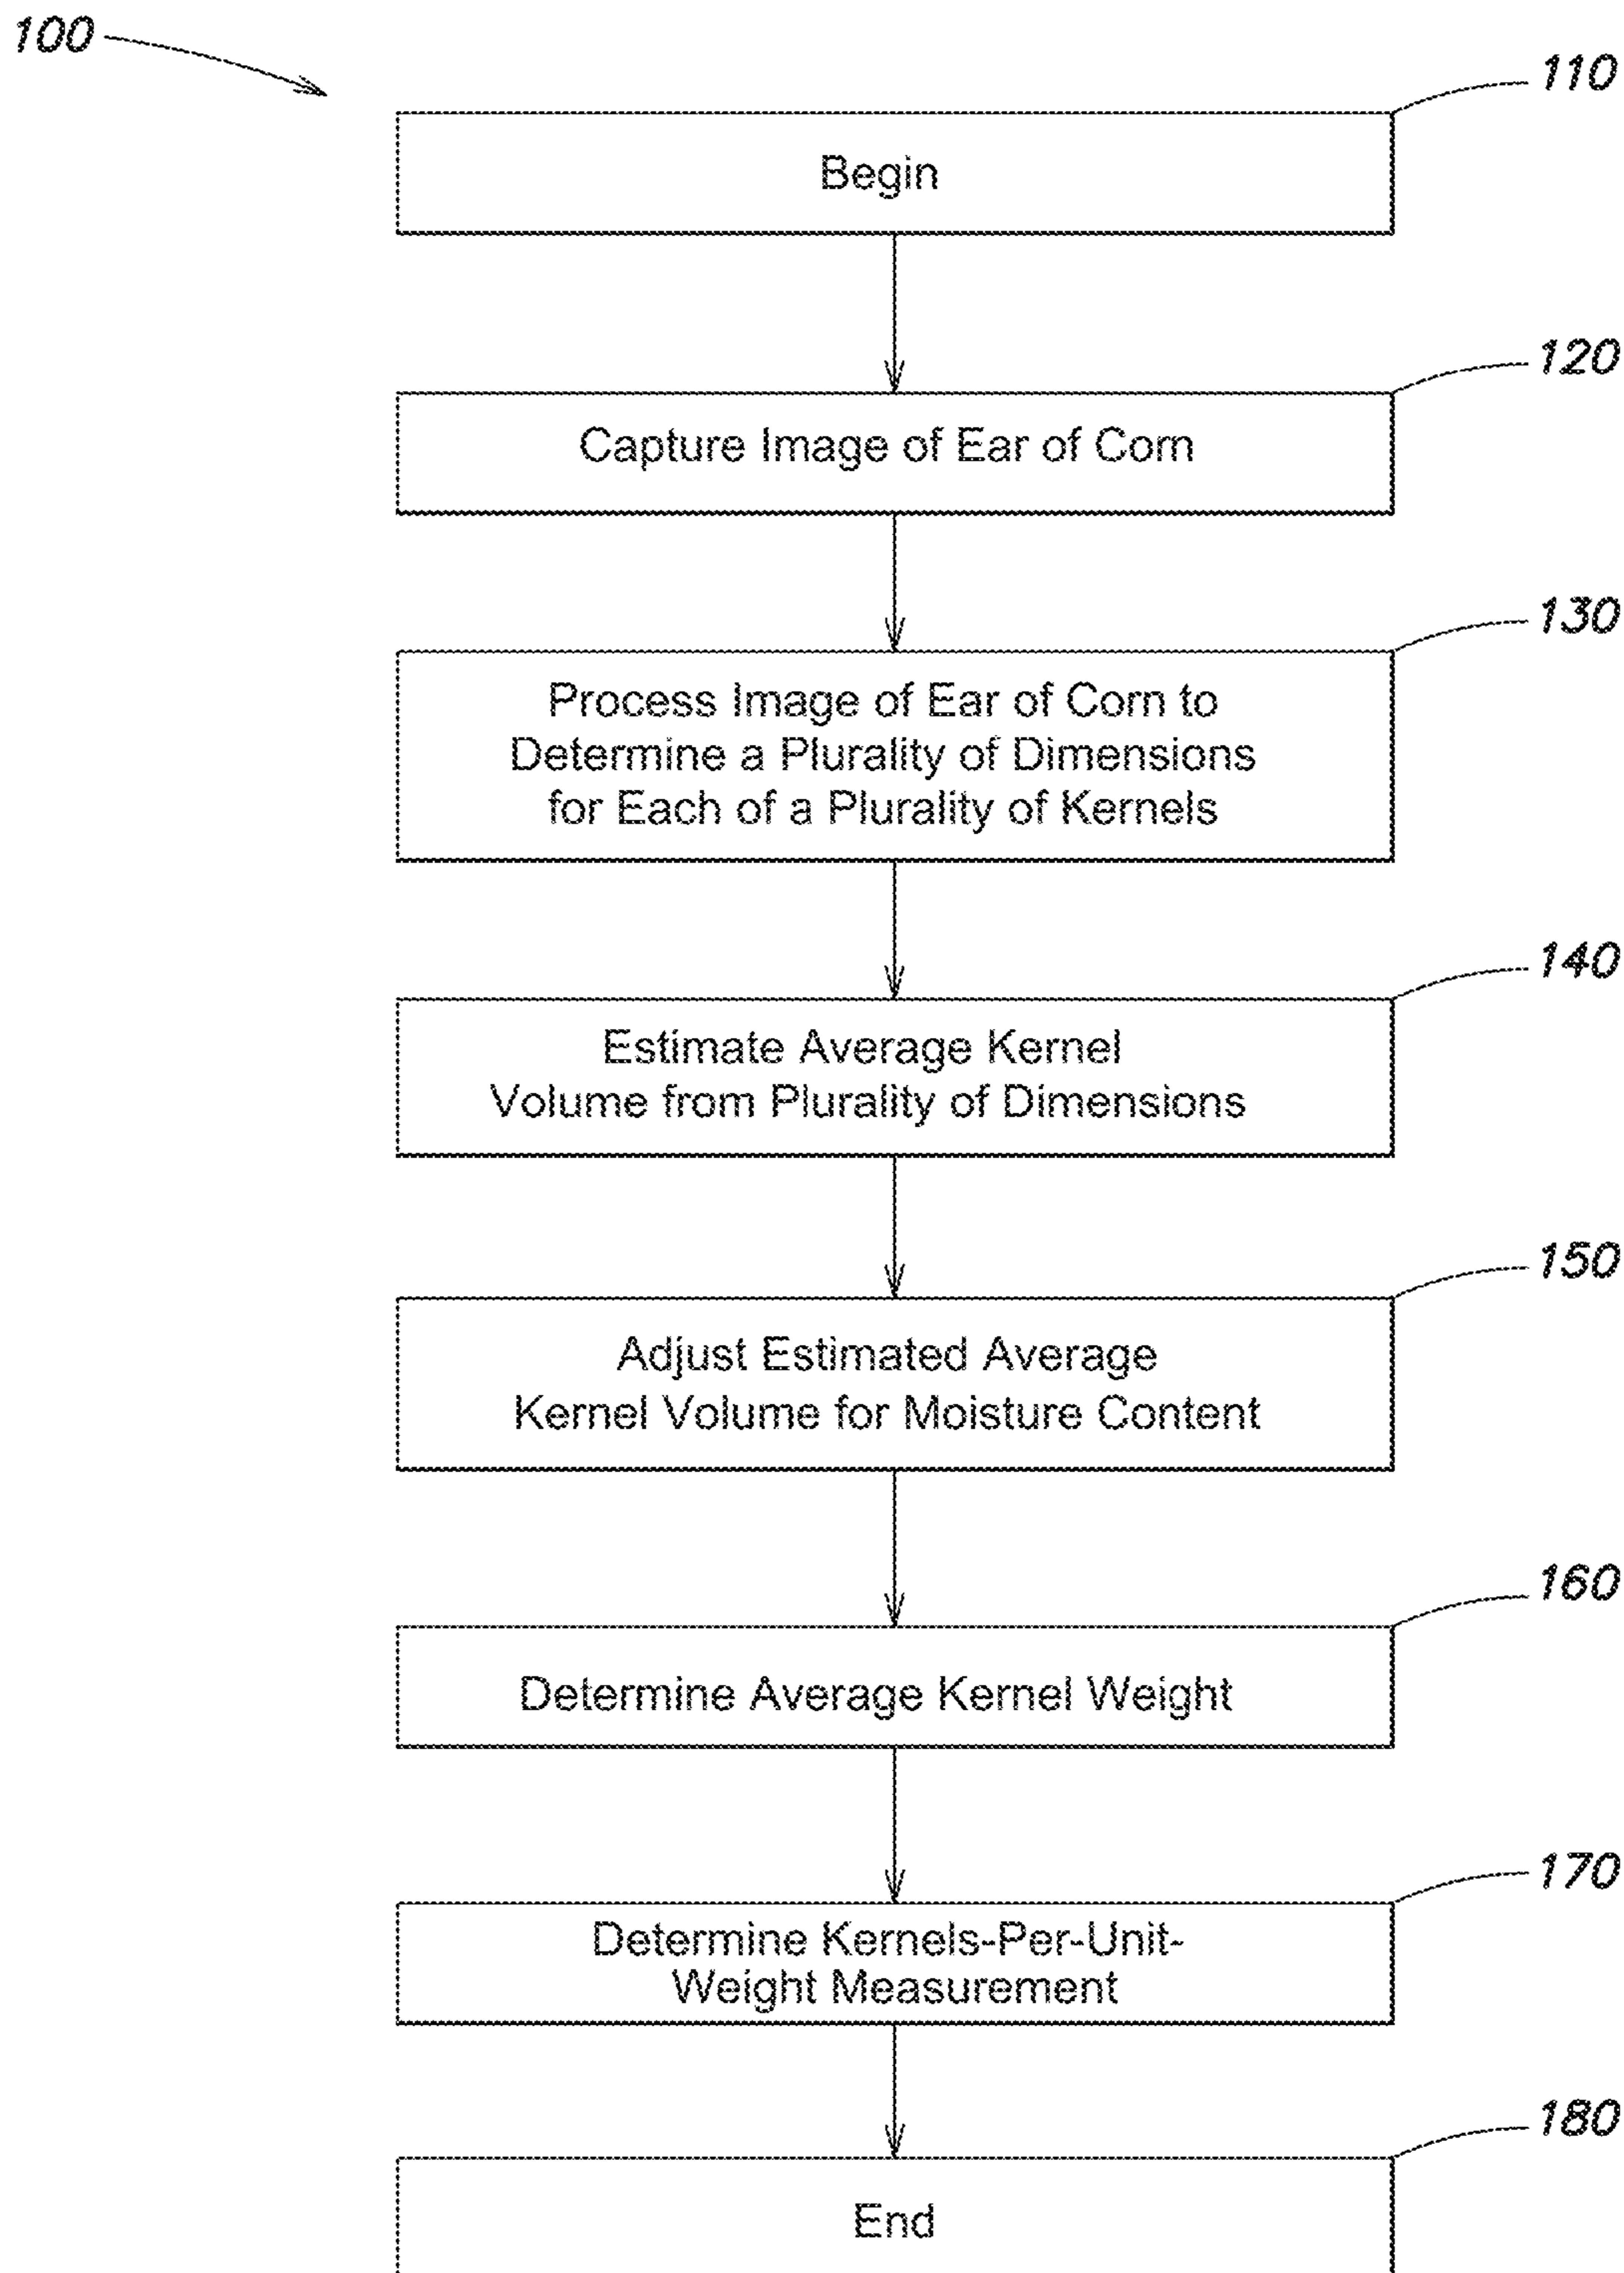 100
110
Begin
120
Capture Image of Ear of Corn
130
Process Image of Ear of Corn to
Determine a Plurality of Dimensions
for Each of a Plurality of Kernels
140
Estimate Average Kernel
Volume from Plurality of Dimensions
150
Adjust Estimated Average
Kernel Volume for Moisture Content
160
Determine Average Kernel Weight
170
Determine Kernels-Per-Unit-
Weight Measurement
180
End